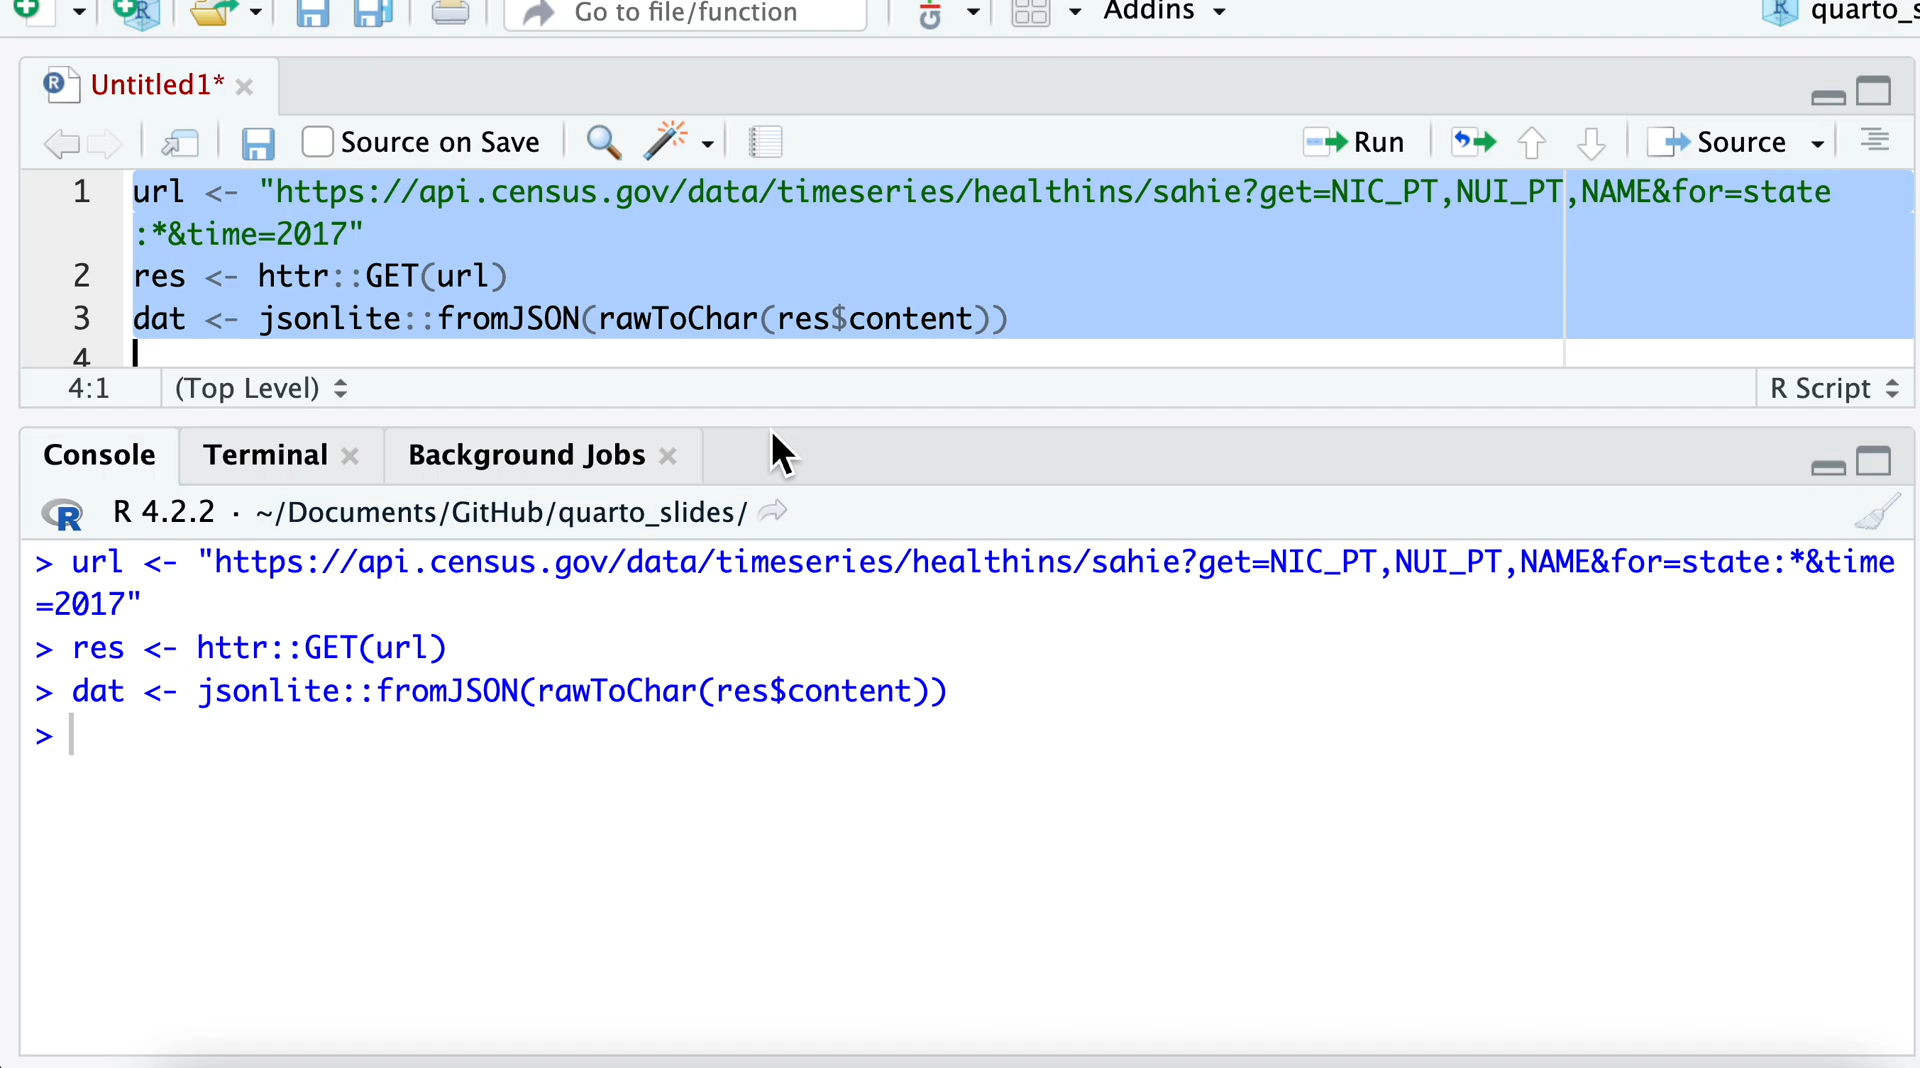 Go to file/function
Addins
quarto_s
Untitled1*
Source on Save
Run
Source
1 url <- "https://api.census.gov/data/timeseries/healthins/sahie?get=NIC_PT,NUI_PT,NAME&for=state
:*&time=2017"
2 res <- httr::GET(url)
3 dat <- jsonlite::fromJSON(rawToChar(res$content))
4
4:1 (Top Level) R Script
Console Terminal Background Jobs
R 4.2.2 · ~/Documents/GitHub/quarto_slides/
> url <- "https://api.census.gov/data/timeseries/healthins/sahie?get=NIC_PT,NUI_PT,NAME&for=state:*&time
=2017"
> res <- httr::GET(url)
> dat <- jsonlite::fromJSON(rawToChar(res$content))
>